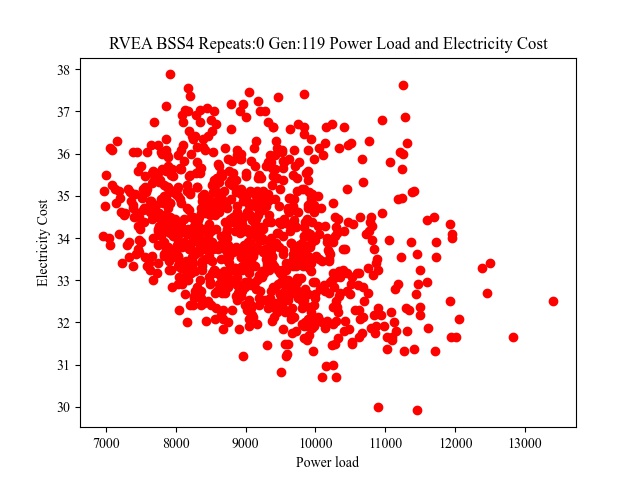 RVEA BSS4 Repeats:0 Gen:119 Power Load and Electricity Cost
38
37
36
35
34
33
32
31
30
Electricity Cost
7000 8000 9000 10000 11000 12000 13000
Power load